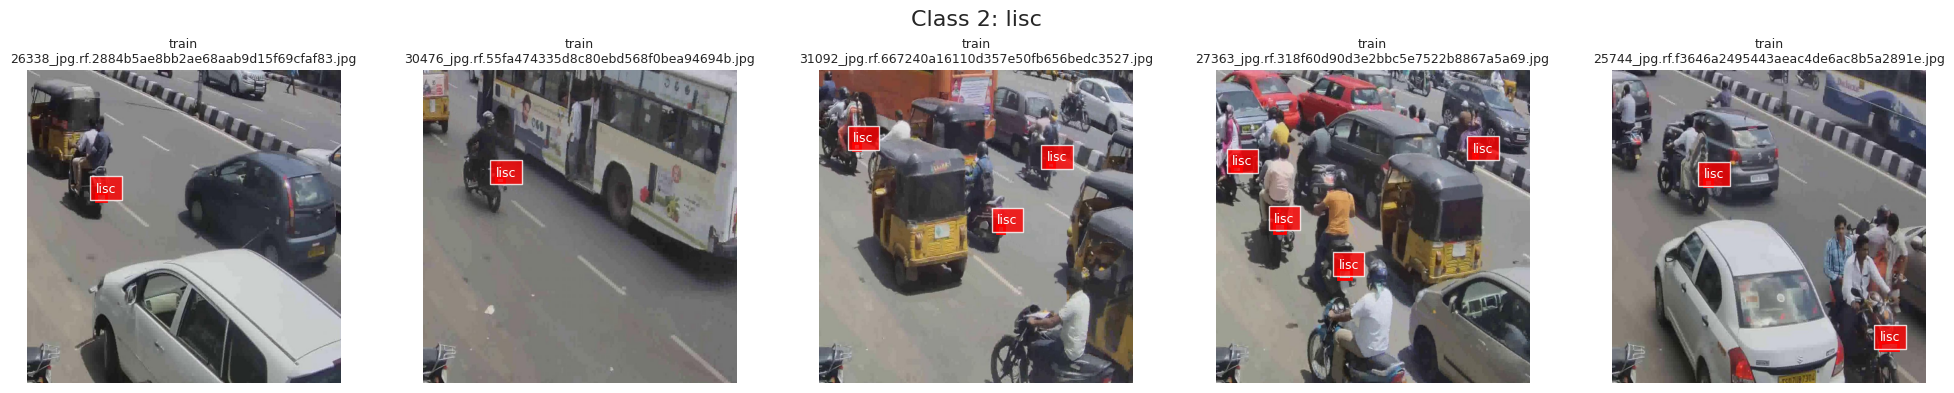 Class 2: lisc
train
26338_jpg.rf.2884b5ae8bb2ae68aab9d15f69cfaf83.jpg
lisc
train
30476_jpg.rf.55fa474335d8c80ebd568f0bea94694b.jpg
lisc
train
31092_jpg.rf.667240a16110d357e50fb656bedc3527.jpg
lisc
lisc
lisc
train
27363_jpg.rf.318f60d90d3e2bbc5e7522b8867a5a69.jpg
lisc
lisc
lisc
lisc
train
25744_jpg.rf.f3646a2495443aeac4de6ac8b5a2891e.jpg
lisc
lisc